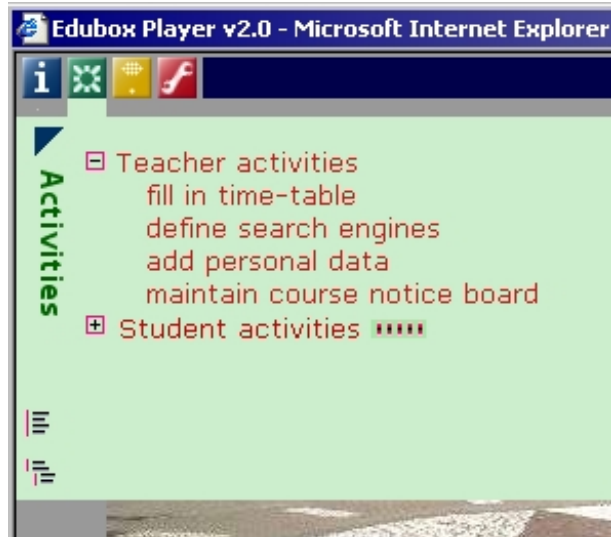 Edubox Player v2.0 - Microsoft Internet Explorer
i
Activities
Teacher activities
fill in time-table
define search engines
add personal data
maintain course notice board
Student activities